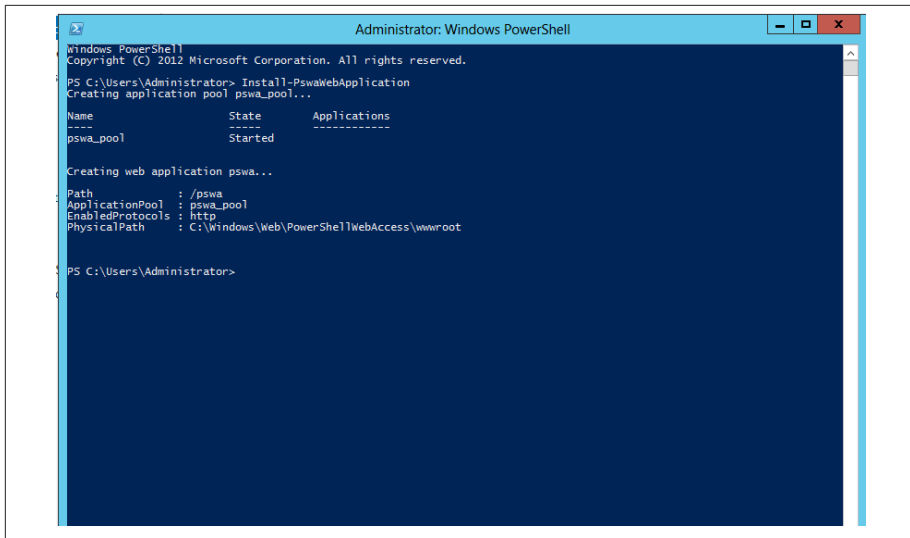 Administrator: Windows PowerShell
Windows PowerShell
Copyright (C) 2012 Microsoft Corporation. All rights reserved.
PS C:\Users\Administrator> Install-PswaWebApplication
Creating application pool pswa_pool...
Name State Applications
---- ----- ------------
pswa_pool Started
Creating web application pswa...
Path : /pswa
ApplicationPool : pswa_pool
EnabledProtocols : http
PhysicalPath : C:\Windows\Web\PowerShellWebAccess\wwwroot
PS C:\Users\Administrator>